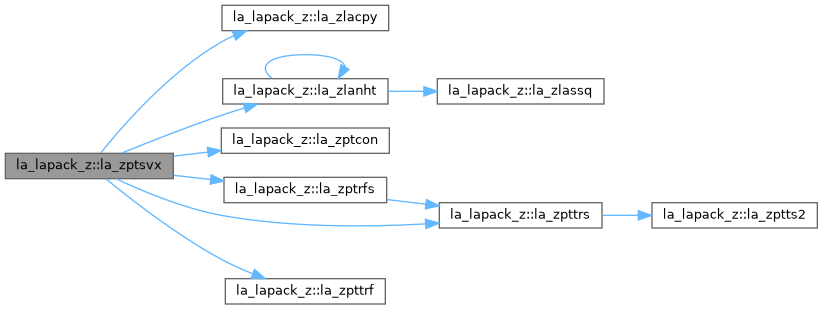 la_lapack_z::la_zlacpy
la_lapack_z::la_zlanht
la_lapack_z::la_zlassq
la_lapack_z::la_zptcon
la_lapack_z::la_zptsvx
la_lapack_z::la_zptrfs
la_lapack_z::la_zpttrs
la_lapack_z::la_zptts2
la_lapack_z::la_zpttrf